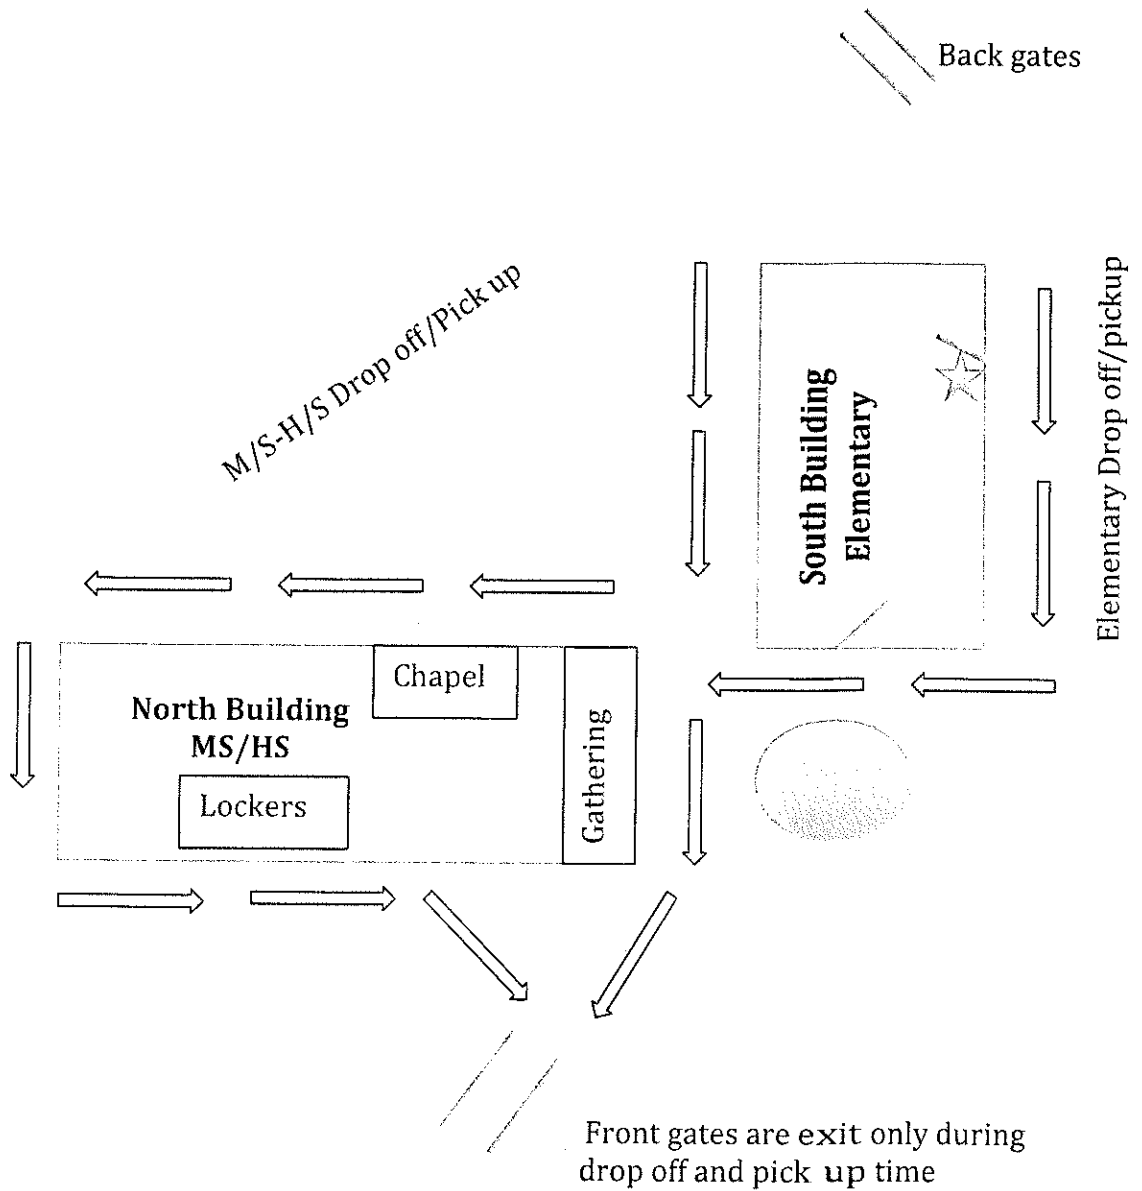 Back gates
M/S-H/S Drop off/Pick up
South Building
Elementary
Elementary Drop off/pickup
Chapel
North Building
MS/HS
Lockers
Gathering
Front gates are exit only during
drop off and pick up time